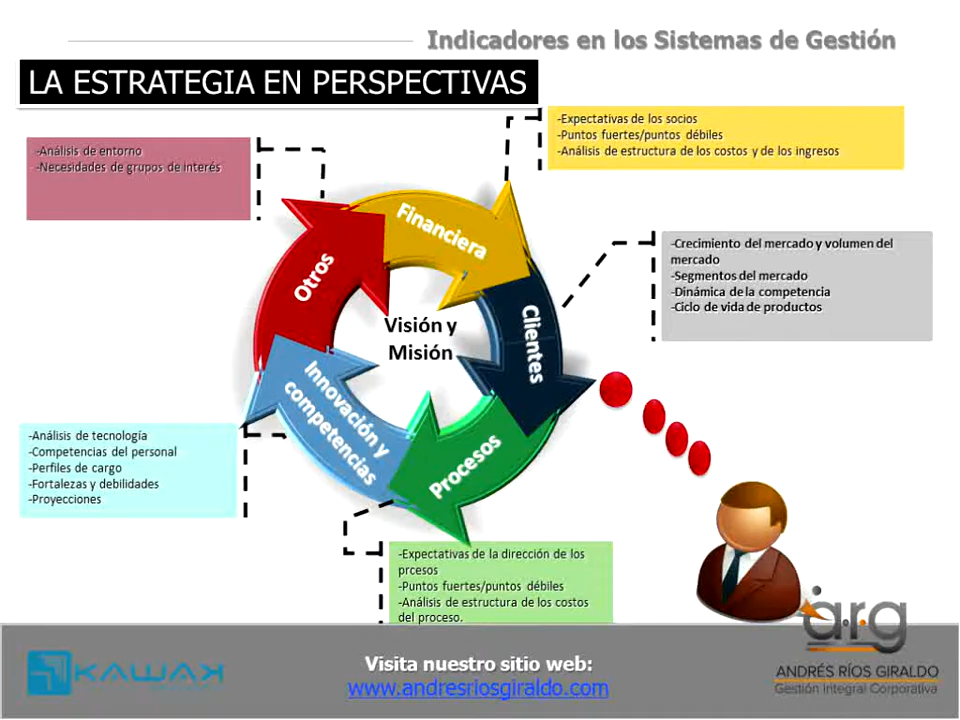 Indicadores en los Sistemas de Gestión
LA ESTRATEGIA EN PERSPECTIVAS
-Expectativas de los socios
-Puntos fuertes/puntos débiles
-Análisis de estructura de los costos y de los ingresos
-Análisis de entorno
-Necesidades de grupos de interés
Financiera
Otros
Clientes
-Crecimiento del mercado y volumen del
mercado
-Segmentos del mercado
-Dinámica de la competencia
-Ciclo de vida de productos
Visión y
Misión
Innovación y
competencias
Procesos
-Análisis de tecnología
-Competencias del personal
-Perfiles de cargo
-Fortalezas y debilidades
-Proyecciones
-Expectativas de la dirección de los
prcesos
-Puntos fuertes/puntos débiles
-Análisis de estructura de los costos
del proceso.
KAWAK
Visita nuestro sitio web:
www.andresriosgiraldo.com
arg
ANDRÉS RÍOS GIRALDO
Gestión Integral Corporativa